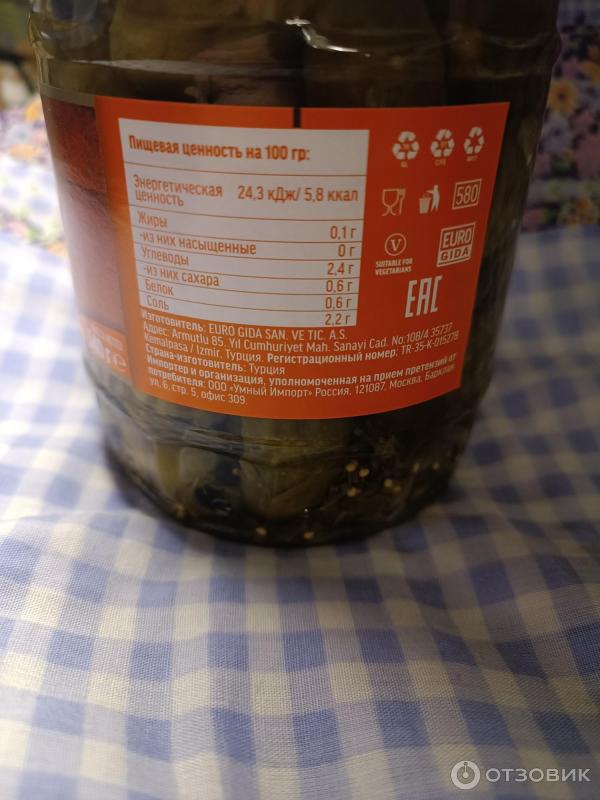 Пищевая ценность на 100 гр:
Энергетическая ценность 24,3 кДж/ 5,8 ккал
Жиры 0,1 г
-из них насыщенные 0 г
Углеводы 2,4 г
-из них сахара 0,6 г
Белок 0,6 г
Соль 2,2 г
580
V
SUITABLE FOR
VEGETARIANS
EURO
GIDA
EAC
Изготовитель: EURO GIDA SAN. VE TIC. A.S.
Адрес: Armutlu 85. Yıl Cumhuriyet Mah. Sanayi Cad. No:108/4 35737
Kemalpasa / Izmir, Турция. Регистрационный номер: TR-35-K-015278
Страна-изготовитель: Турция
Импортер и организация, уполномоченная на прием претензий от
потребителя: ООО «Умный Импорт» Россия, 121087, Москва, Барклая
ул, 6, стр. 5, офис 309.
ОТЗОВИК